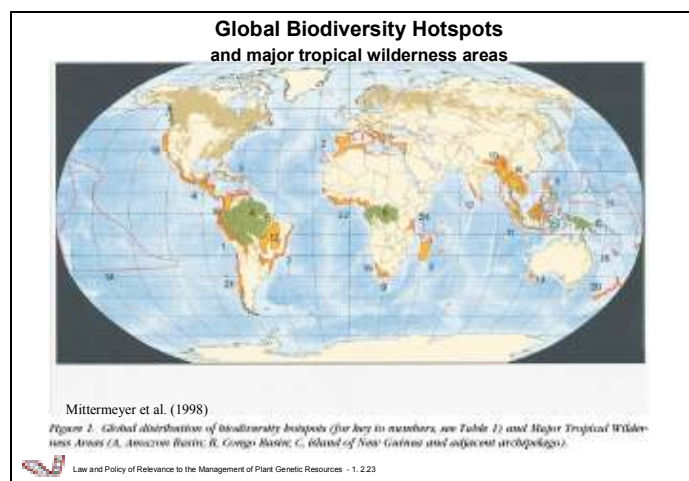 Global Biodiversity Hotspots
and major tropical wilderness areas
Mittermeyer et al. (1998)
Figure 1. Global distribution of biodiversity hotspots (for key to numbers, see Table 1) and Major Tropical Wilder-
ness Areas (A, Amazon Basin; B, Congo Basin; C, island of New Guinea and adjacent archipelago).
Law and Policy of Relevance to the Management of Plant Genetic Resources - 1. 2.23